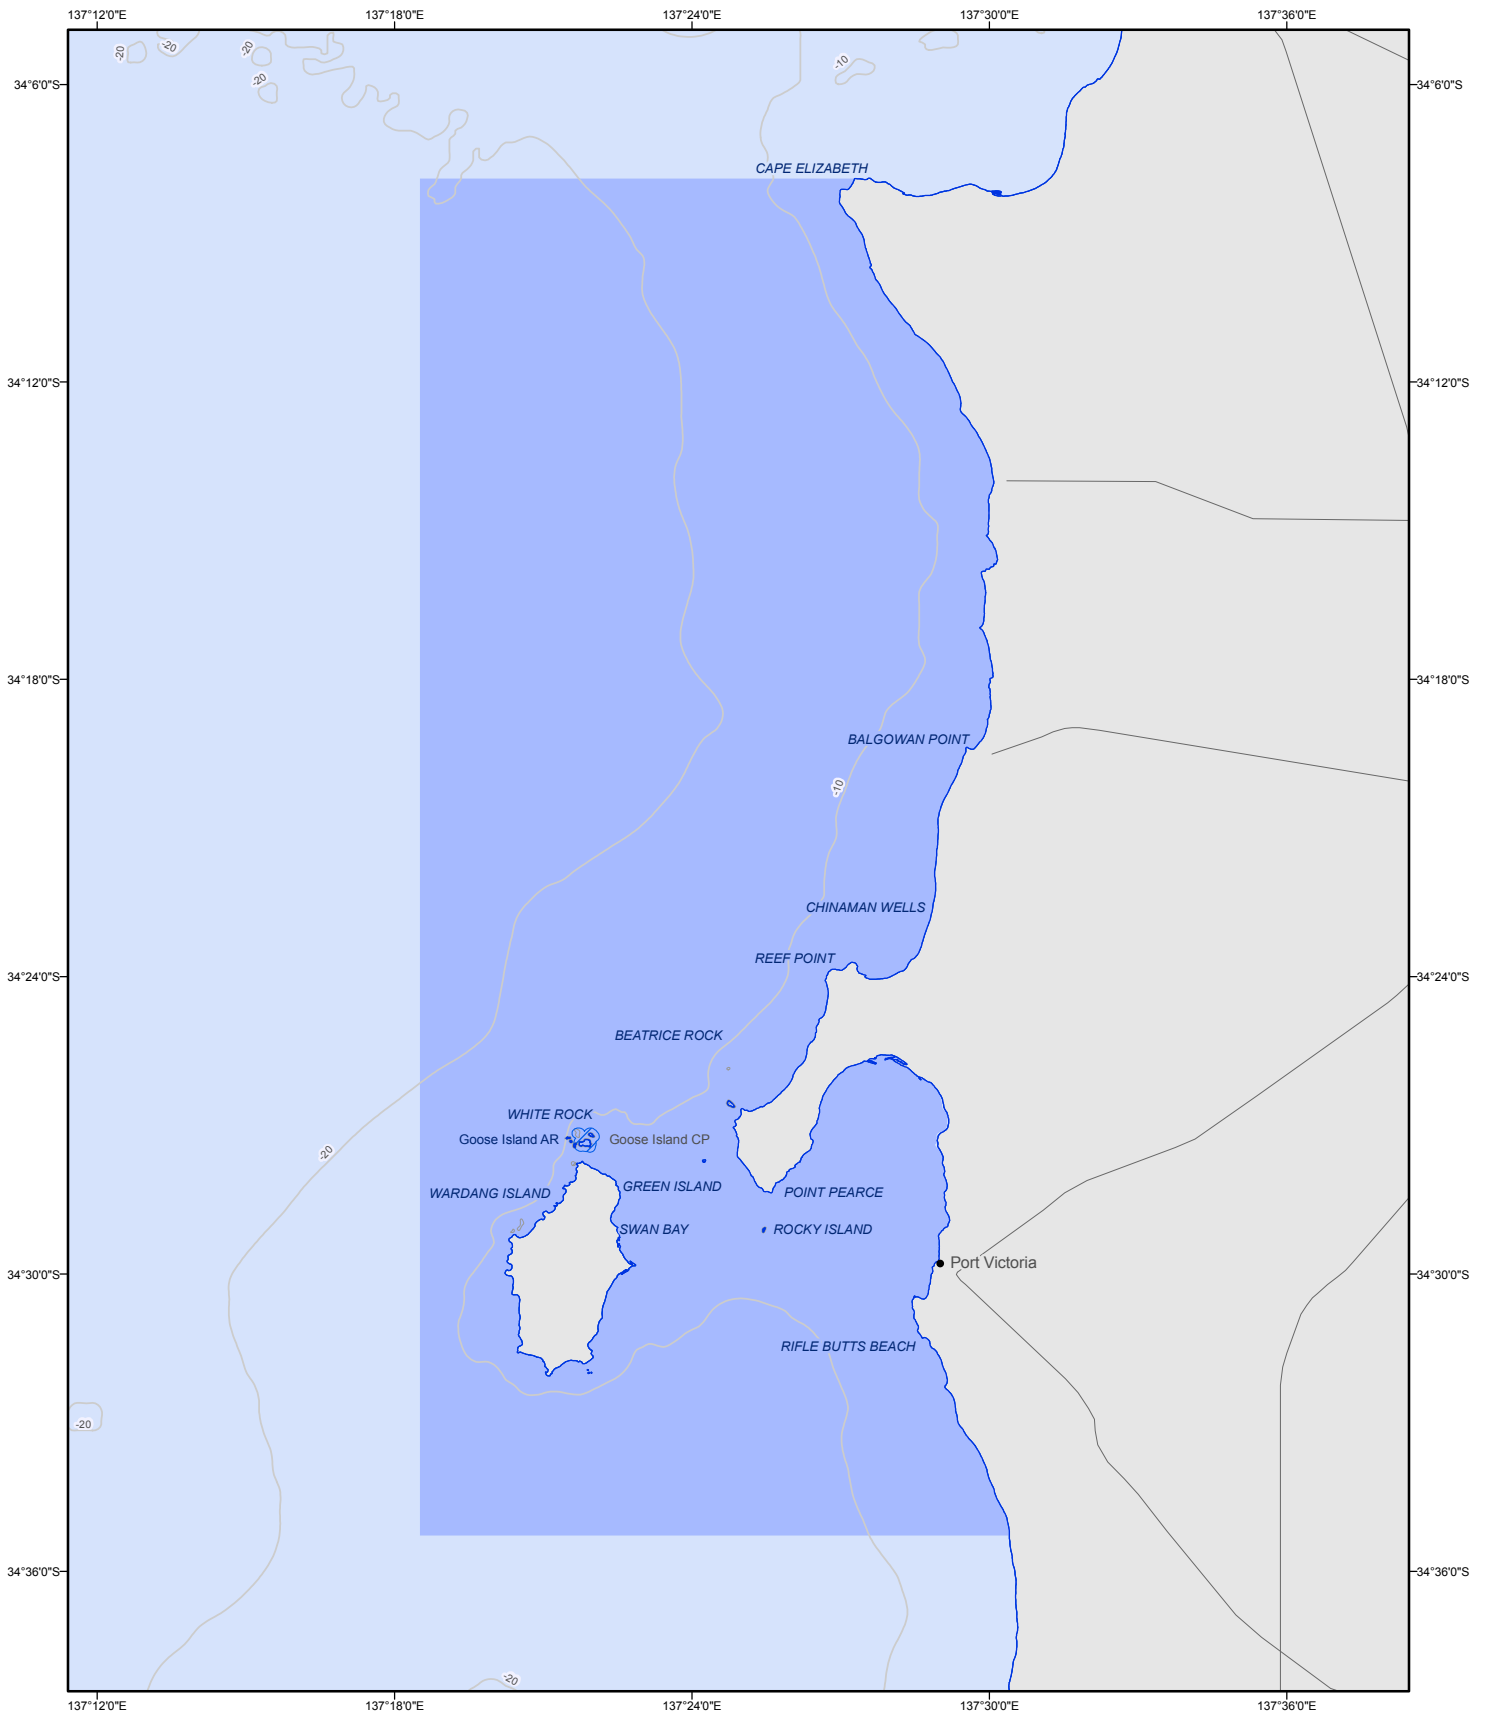 137°12'0"E
137°18'0"E
137°24'0"E
137°30'0"E
137°36'0"E
-20
-20
-20
-20
-10
34°6'0"S
34°6'0"S
CAPE ELIZABETH
34°12'0"S
34°12'0"S
34°18'0"S
34°18'0"S
BALGOWAN POINT
-10
CHINAMAN WELLS
REEF POINT
34°24'0"S
34°24'0"S
BEATRICE ROCK
WHITE ROCK
Goose Island AR
Goose Island CP
-20
WARDANG ISLAND
GREEN ISLAND
POINT PEARCE
SWAN BAY
ROCKY ISLAND
Port Victoria
34°30'0"S
34°30'0"S
RIFLE BUTTS BEACH
-20
34°36'0"S
34°36'0"S
-20
137°12'0"E
137°18'0"E
137°24'0"E
137°30'0"E
137°36'0"E